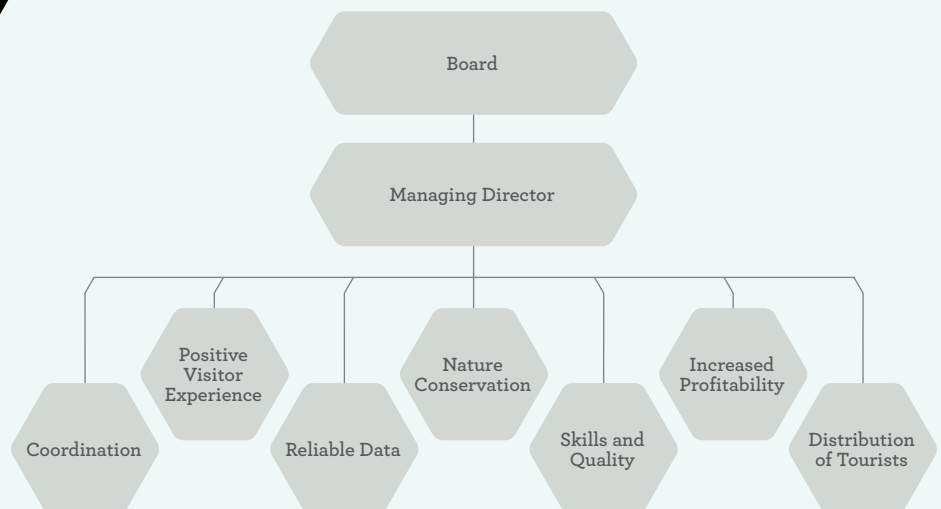 Board
Managing Director
Coordination
Positive
Visitor
Experience
Reliable Data
Nature
Conservation
Skills and
Quality
Increased
Profitability
Distribution
of Tourists